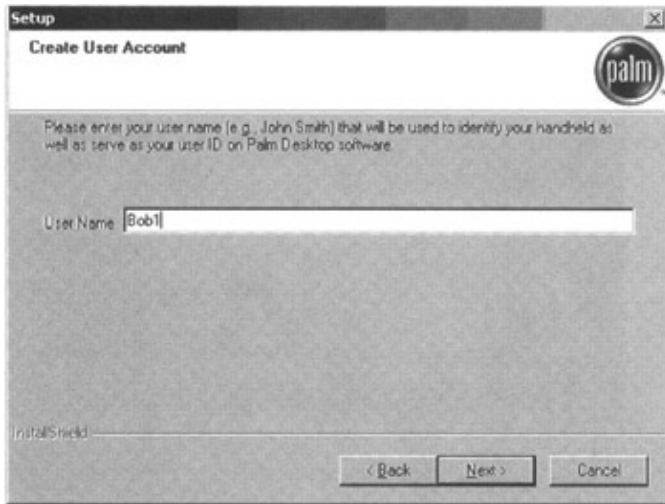 Setup
Create User Account
palm
Please enter your user name (e.g., John Smith) that will be used to identify your handheld as
well as serve as your user ID on Palm Desktop software.
User Name Bob1
InstallShield
< Back Next > Cancel